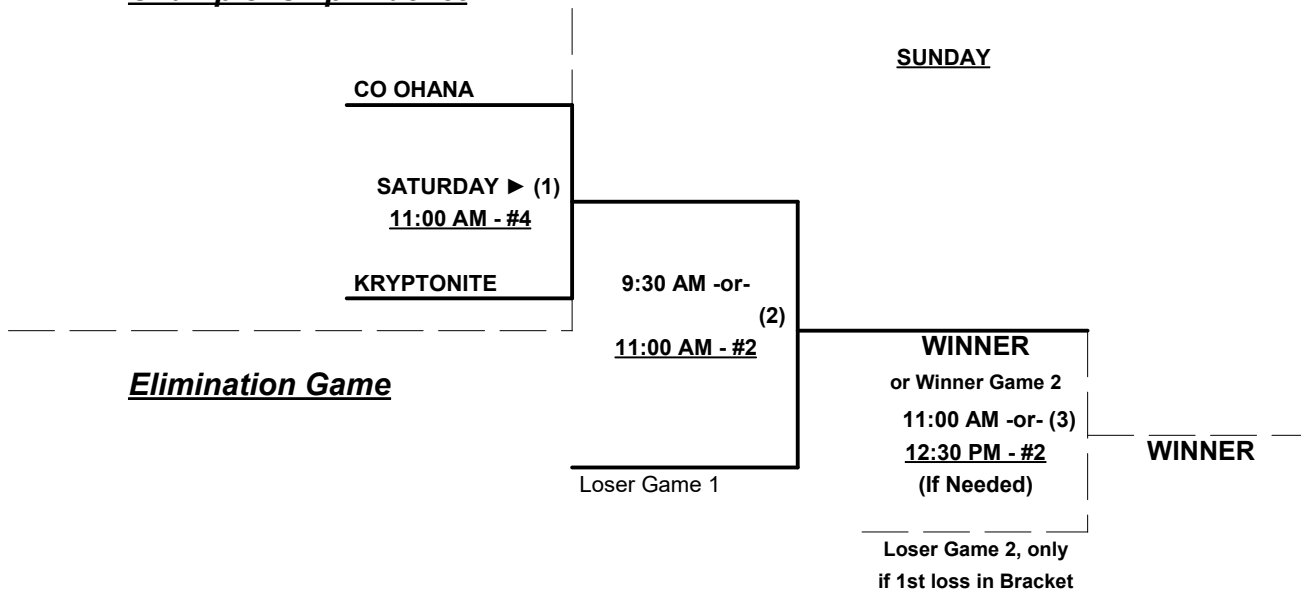 SUNDAY
CO OHANA
SATURDAY ► (1)
11:00 AM - #4
KRYPTONITE
9:30 AM -or-
(2)
11:00 AM - #2
WINNER
or Winner Game 2
Elimination Game
11:00 AM -or- (3)
12:30 PM - #2
WINNER
Loser Game 1
(If Needed)
Loser Game 2, only
if 1st loss in Bracket